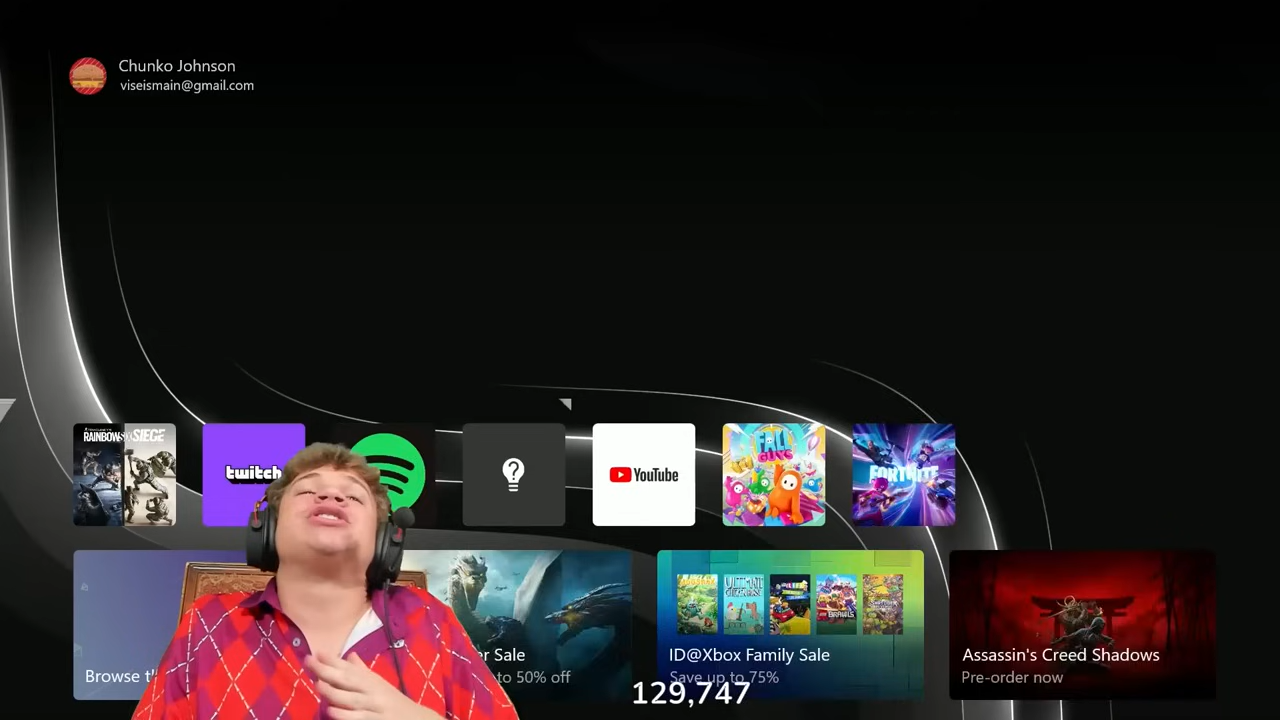 Chunko Johnson
viseismain@gmail.com
RAINBOW SIX SIEGE
twitch
YouTube
FALL
GUYS
FORTNITE
Browse t
er Sale
to 50% off
ID@Xbox Family Sale
Save up to 75%
Assassin's Creed Shadows
Pre-order now
129,747